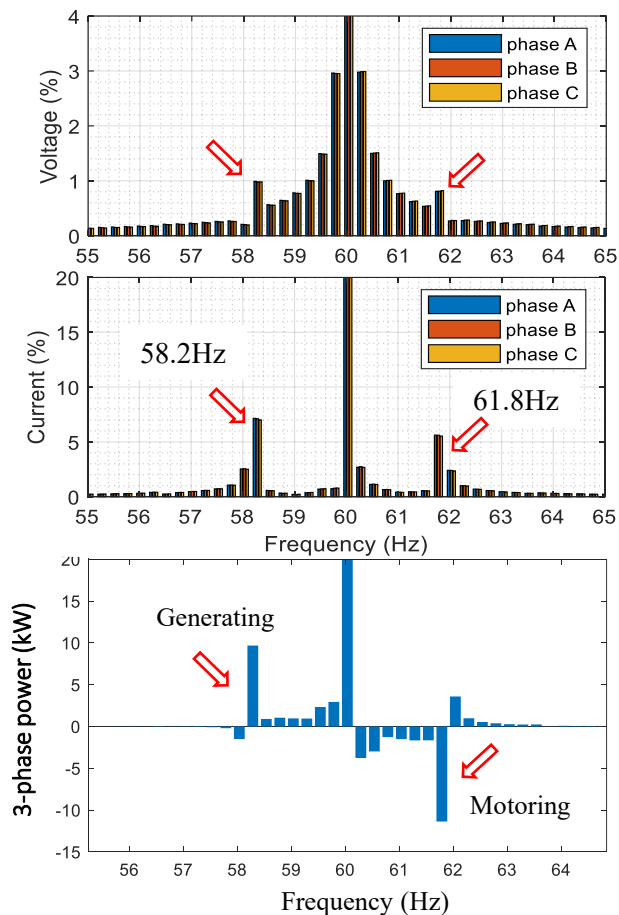 4
3
2
1
0
Voltage (%)
phase A
phase B
phase C
55 56 57 58 59 60 61 62 63 64 65
20
15
10
5
0
Current (%)
phase A
phase B
phase C
58.2Hz
61.8Hz
55 56 57 58 59 60 61 62 63 64 65
Frequency (Hz)
20
15
10
5
0
-5
-10
-15
3-phase power (kW)
Generating
Motoring
56 57 58 59 60 61 62 63 64
Frequency (Hz)